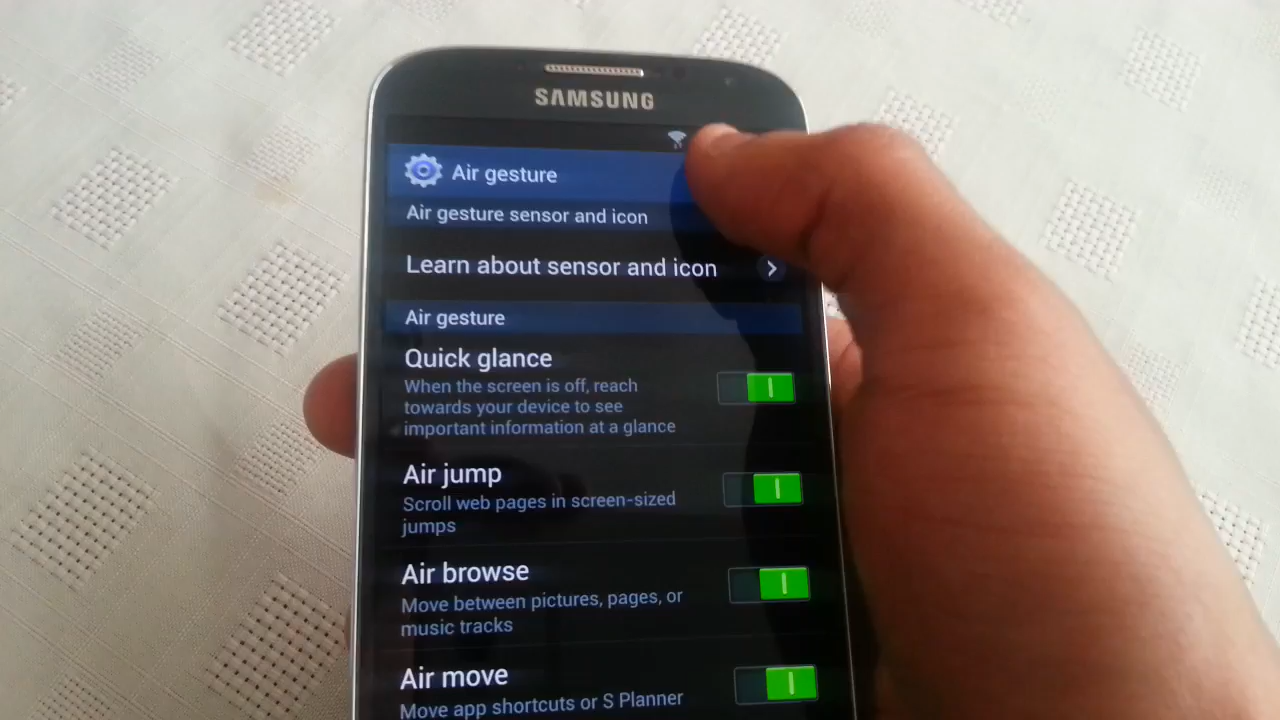 SAMSUNG
Air gesture
Air gesture sensor and icon
Learn about sensor and icon
Air gesture
Quick glance
When the screen is off, reach
towards your device to see
important information at a glance
Air jump
Scroll web pages in screen-sized
jumps
Air browse
Move between pictures, pages, or
music tracks
Air move
Move app shortcuts or S Planner